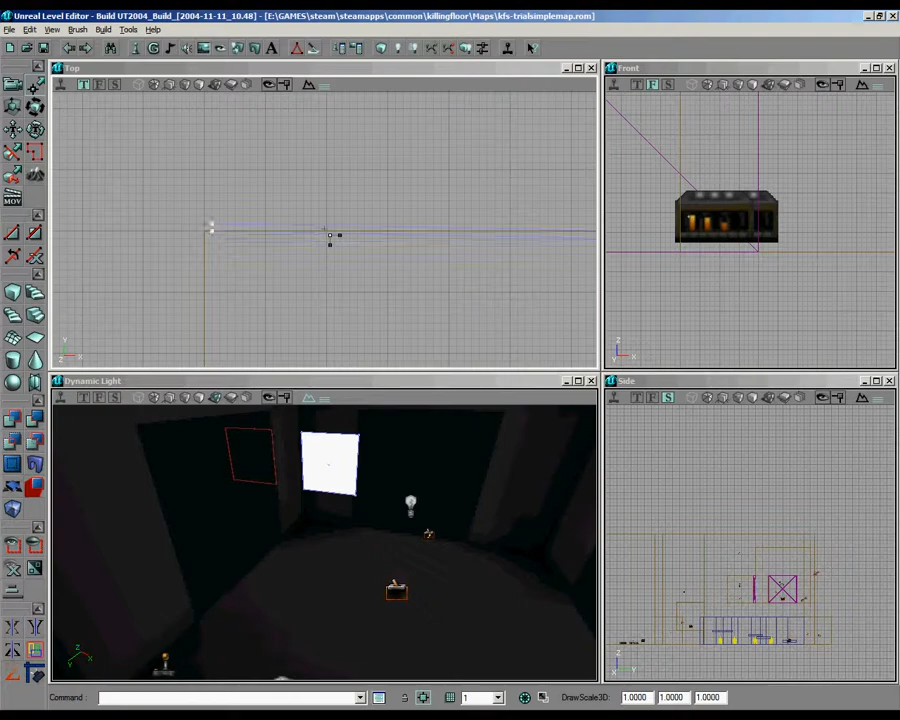 Unreal Level Editor - Build UT2004_Build_[2004-11-11_10.48] - [E:\GAMES\steam\steamapps\common\killingfloor\Maps\kfs-trialsimplemap.rom]
File Edit View Brush Build Tools Help
Top
Front
T F S
T F S
MOV
Y
Z X
Z
Y X
Dynamic Light
Side
T F S
T F S
Z
Y X
Z
Y X
Command :
1
DrawScale3D:
1.0000
1.0000
1.0000